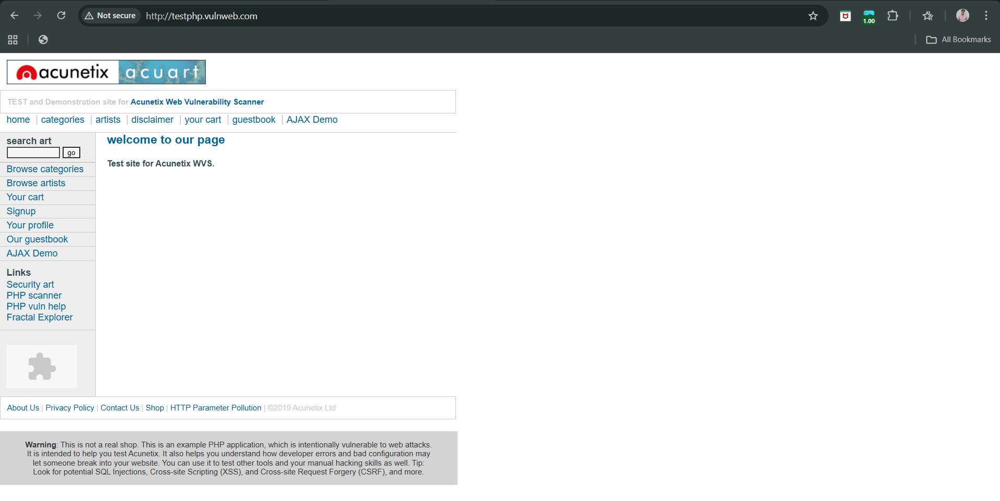 Not secure
http://testphp.vulnweb.com
1.00
All Bookmarks
acunetix acuart
TEST and Demonstration site for Acunetix Web Vulnerability Scanner
home | categories | artists | disclaimer | your cart | guestbook | AJAX Demo
search art
go
Browse categories
Browse artists
Your cart
Signup
Your profile
Our guestbook
AJAX Demo
Links
Security art
PHP scanner
PHP vuln help
Fractal Explorer
welcome to our page
Test site for Acunetix WVS.
About Us | Privacy Policy | Contact Us | Shop | HTTP Parameter Pollution | ©2019 Acunetix Ltd
Warning: This is not a real shop. This is an example PHP application, which is intentionally vulnerable to web attacks.
It is intended to help you test Acunetix. It also helps you understand how developer errors and bad configuration may
let someone break into your website. You can use it to test other tools and your manual hacking skills as well. Tip:
Look for potential SQL Injections, Cross-site Scripting (XSS), and Cross-site Request Forgery (CSRF), and more.